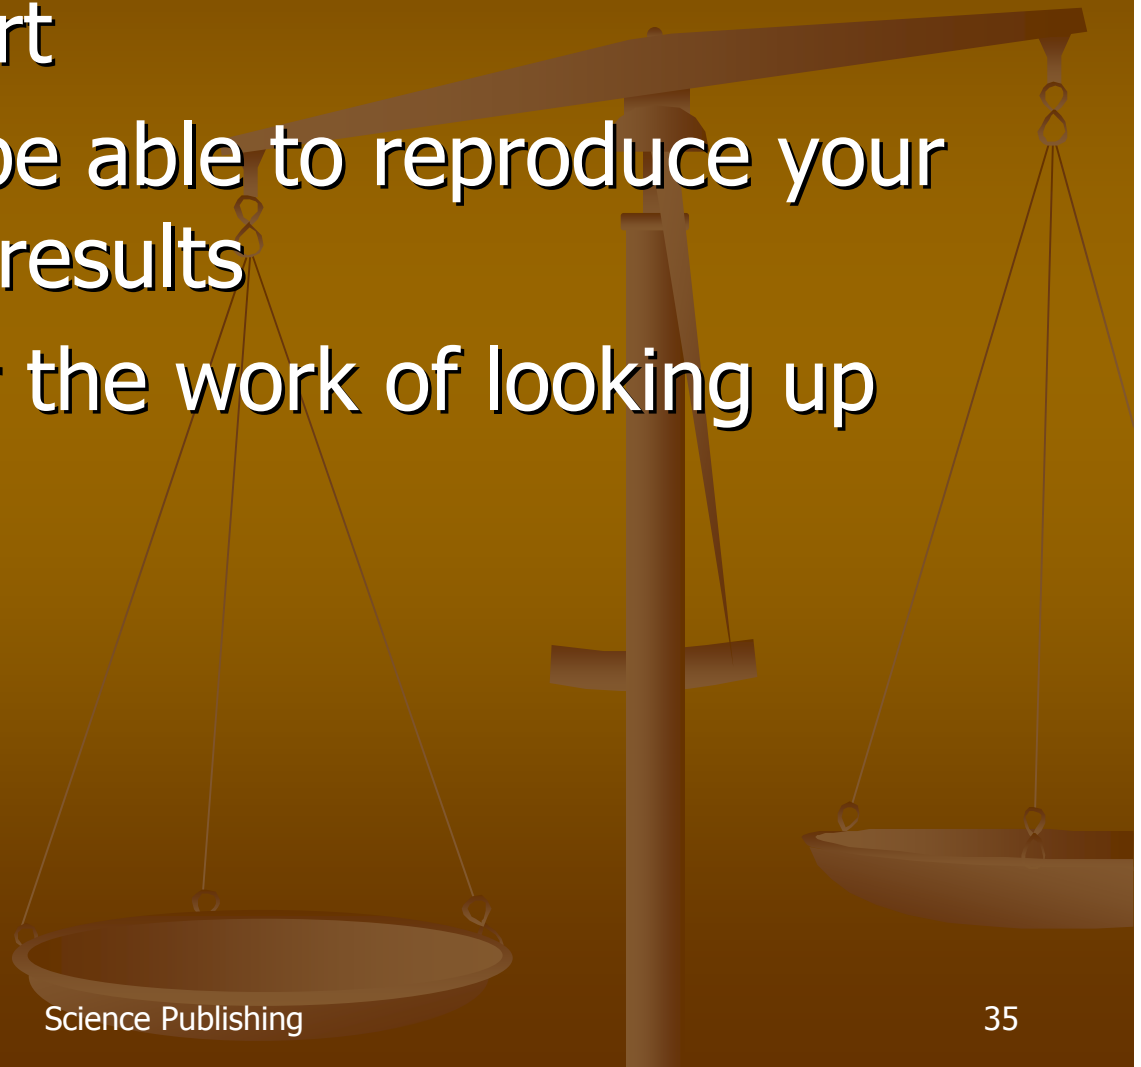 rt
be able to reproduce your
results
the work of looking up
Science Publishing
35